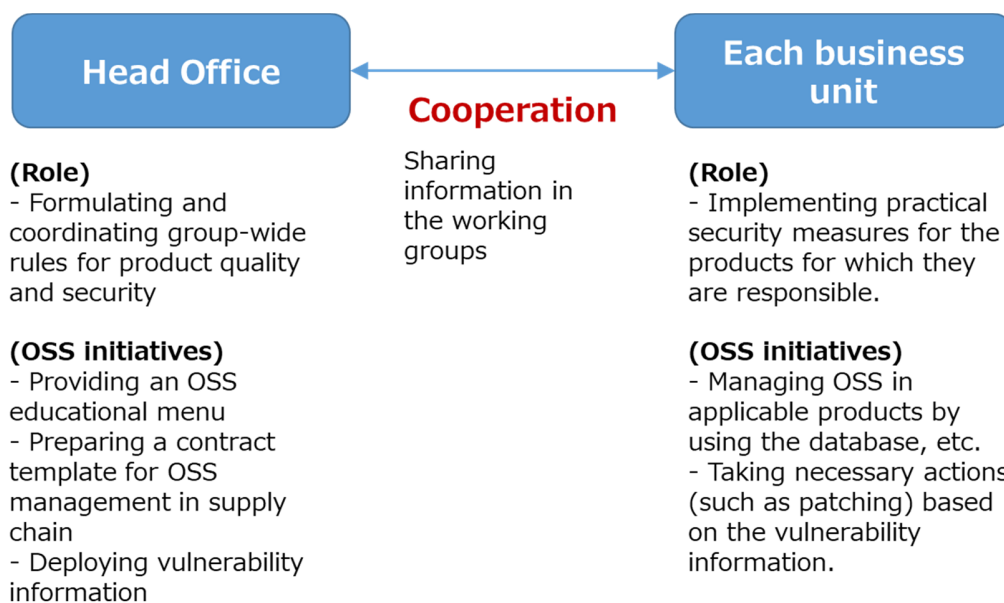 Head Office
(Role)
- Formulating and
coordinating group-wide
rules for product quality
and security
(OSS initiatives)
- Providing an OSS
educational menu
- Preparing a contract
template for OSS
management in supply
chain
- Deploying vulnerability
information
Cooperation
Sharing
information in
the working
groups
Each business
unit
(Role)
- Implementing practical
security measures for the
products for which they
are responsible.
(OSS initiatives)
- Managing OSS in
applicable products by
using the database, etc.
- Taking necessary actions
(such as patching) based
on the vulnerability
information.